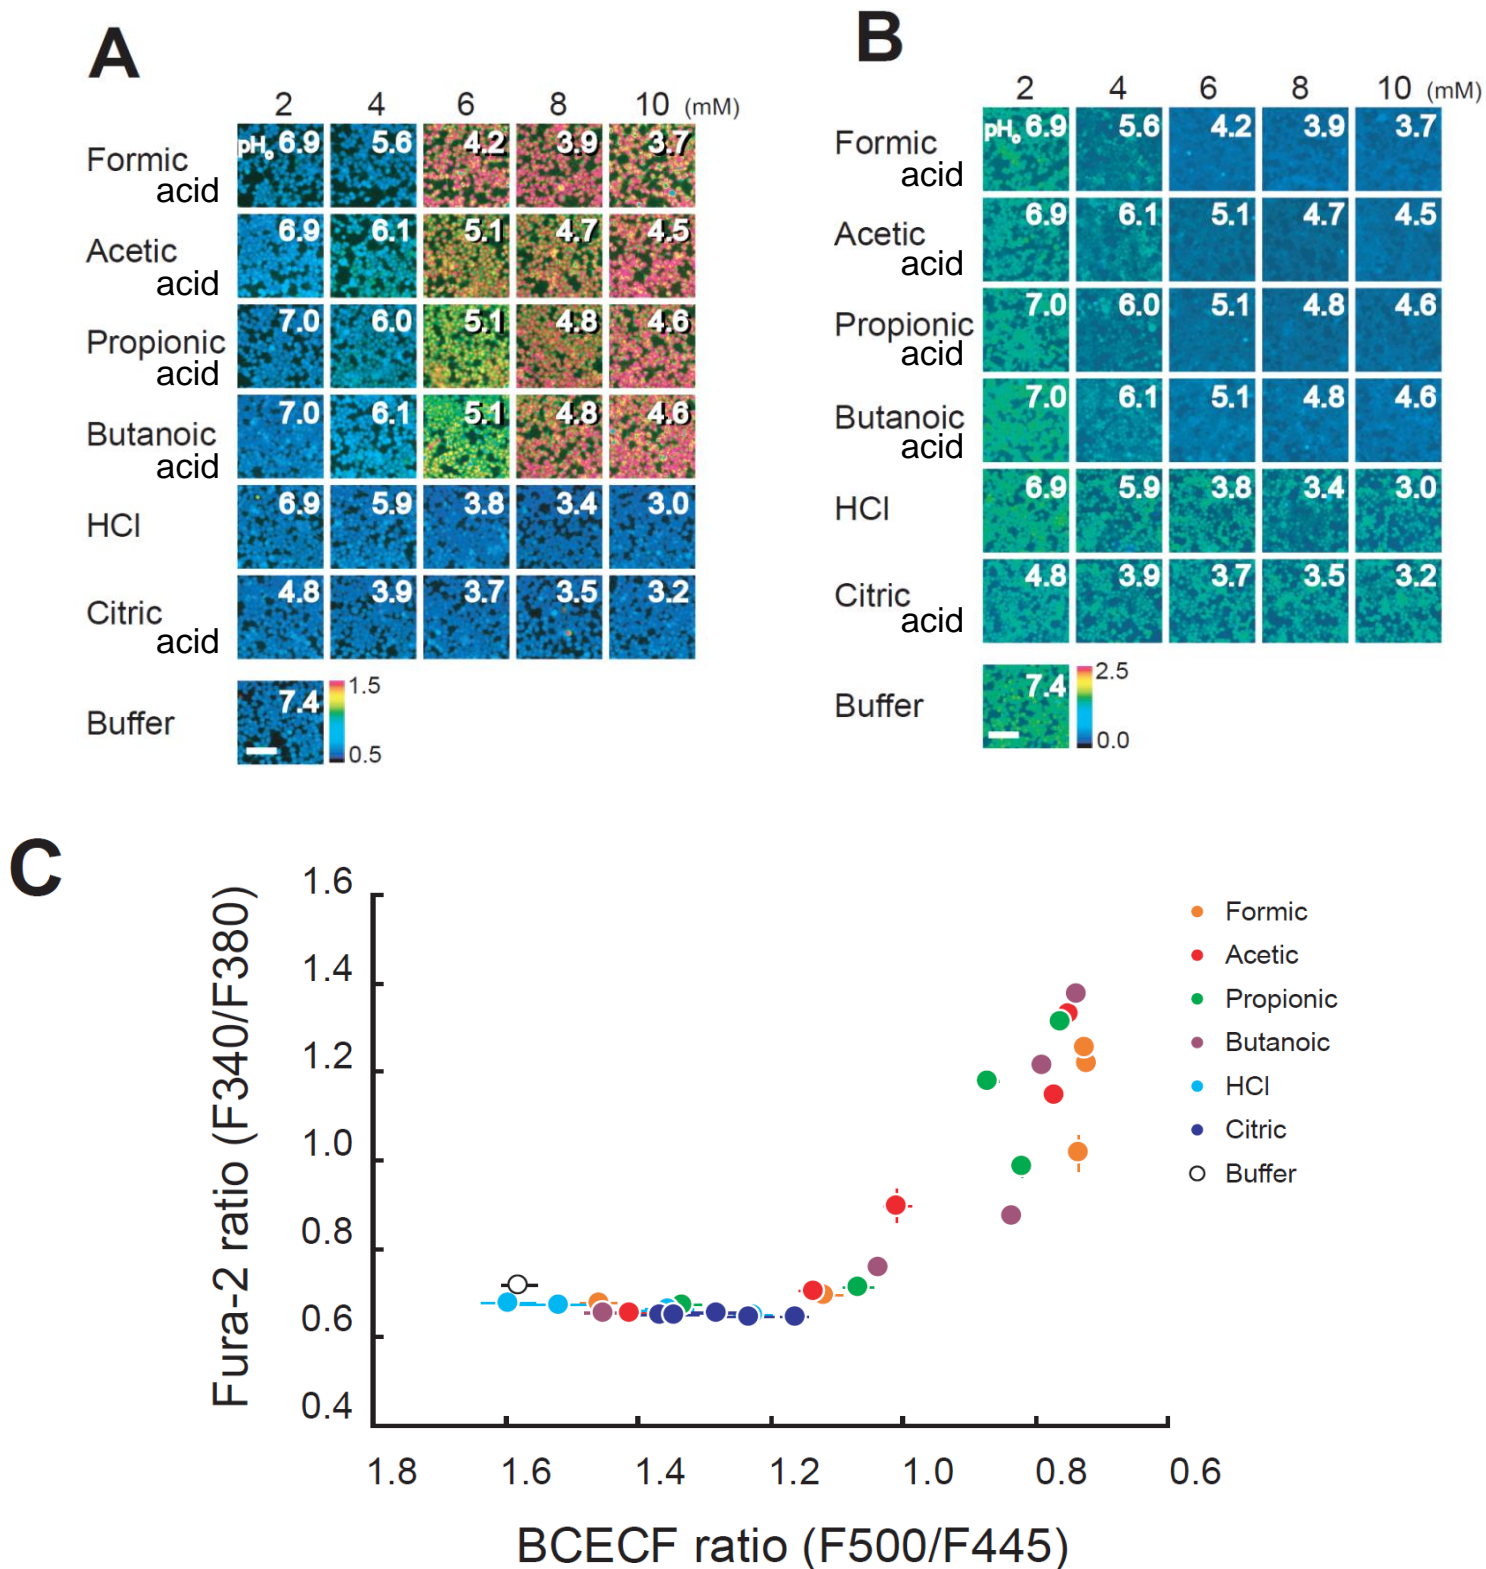 A
2 4 6 8 10 (mM)
Formic acid pHo 6.9 5.6 4.2 3.9 3.7
Acetic acid 6.9 6.1 5.1 4.7 4.5
Propionic acid 7.0 6.0 5.1 4.8 4.6
Butanoic acid 7.0 6.1 5.1 4.8 4.6
HCl 6.9 5.9 3.8 3.4 3.0
Citric acid 4.8 3.9 3.7 3.5 3.2
Buffer 7.4
1.5
0.5
B
2 4 6 8 10 (mM)
Formic acid pHo 6.9 5.6 4.2 3.9 3.7
Acetic acid 6.9 6.1 5.1 4.7 4.5
Propionic acid 7.0 6.0 5.1 4.8 4.6
Butanoic acid 7.0 6.1 5.1 4.8 4.6
HCl 6.9 5.9 3.8 3.4 3.0
Citric acid 4.8 3.9 3.7 3.5 3.2
Buffer 7.4
2.5
0.0
C
Fura-2 ratio (F340/F380)
1.6
1.4
1.2
1.0
0.8
0.6
0.4
1.8 1.6 1.4 1.2 1.0 0.8 0.6
BCECF ratio (F500/F445)
Formic
Acetic
Propionic
Butanoic
HCl
Citric
Buffer